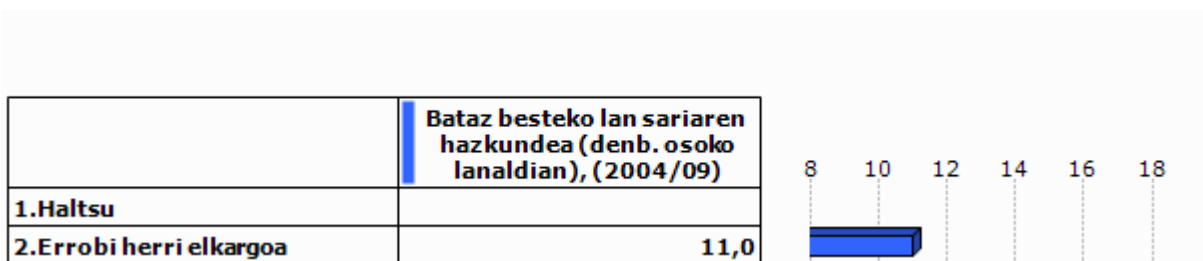 Bataz besteko lan sariaren
hazkundea (denb. osoko
lanaldian), (2004/09)
8 10 12 14 16 18
1.Haltsu
2.Errobi herri elkargoa 11,0